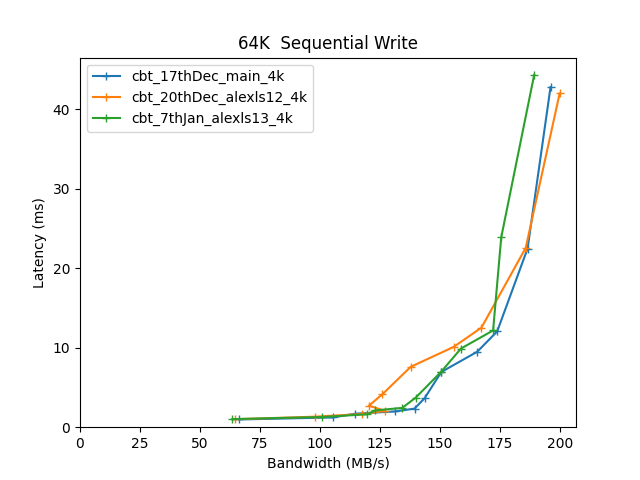 64K  Sequential Write
cbt_17thDec_main_4k
cbt_20thDec_alexls12_4k
cbt_7thJan_alexls13_4k
40
30
20
10
0
Latency (ms)
0 25 50 75 100 125 150 175 200
Bandwidth (MB/s)